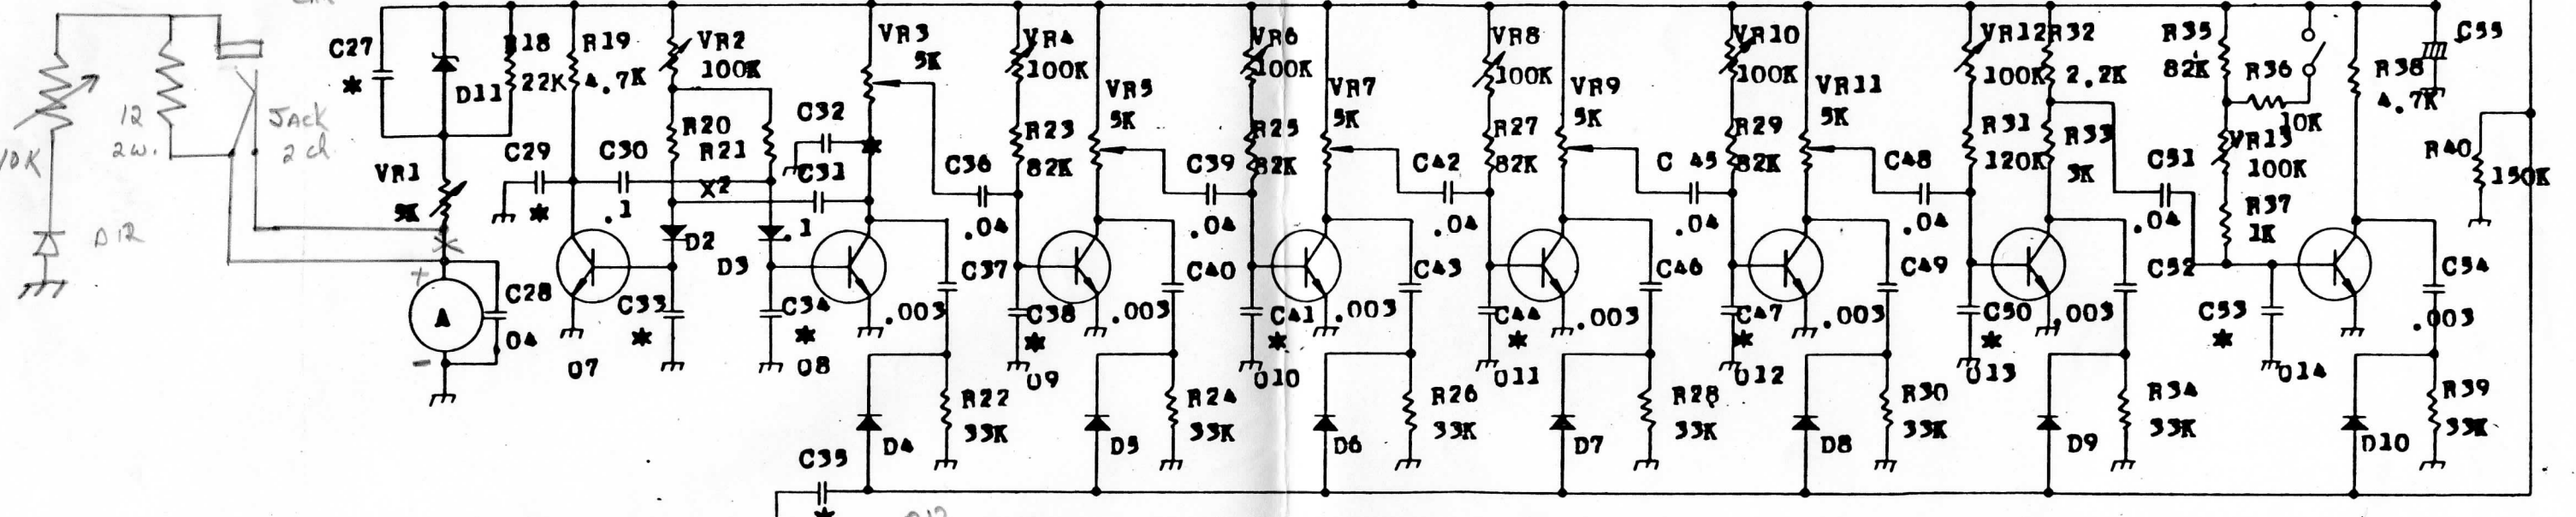 C27
*
D11
R18
22K
R19
4.7K
VR2
100K
VR3
5K
VR4
100K
VR5
5K
VR6
100K
VR7
5K
VR8
100K
VR9
5K
VR10
100K
VR11
5K
VR12
100K
R32
2.2K
R35
82K
R36
10K
R38
4.7K
C55
10K
12
2w.
JACK
2 ch
D12
VR1
5K
C29
*
C30
.1
R20
R21
X2
C32
*
C31
.1
C36
.04
R23
82K
C39
.04
R25
82K
C42
.04
R27
82K
C 45
.04
R29
82K
C48
.04
R31
120K
R33
3K
C51
.04
VR13
100K
R37
1K
R40
150K
+
A
-
C28
04
D2
D3
C33
*
C34
*
C37
.003
C38
*
C40
.003
C41
*
C43
.003
C44
*
C46
.003
C47
*
C49
.003
C50
*
C52
.003
C53
*
C54
.003
Q7
Q8
Q9
Q10
Q11
Q12
Q13
Q14
D4
R22
33K
D5
R24
33K
D6
R26
33K
D7
R28
33K
D8
R30
33K
D9
R34
33K
D10
R39
33K
C35
*